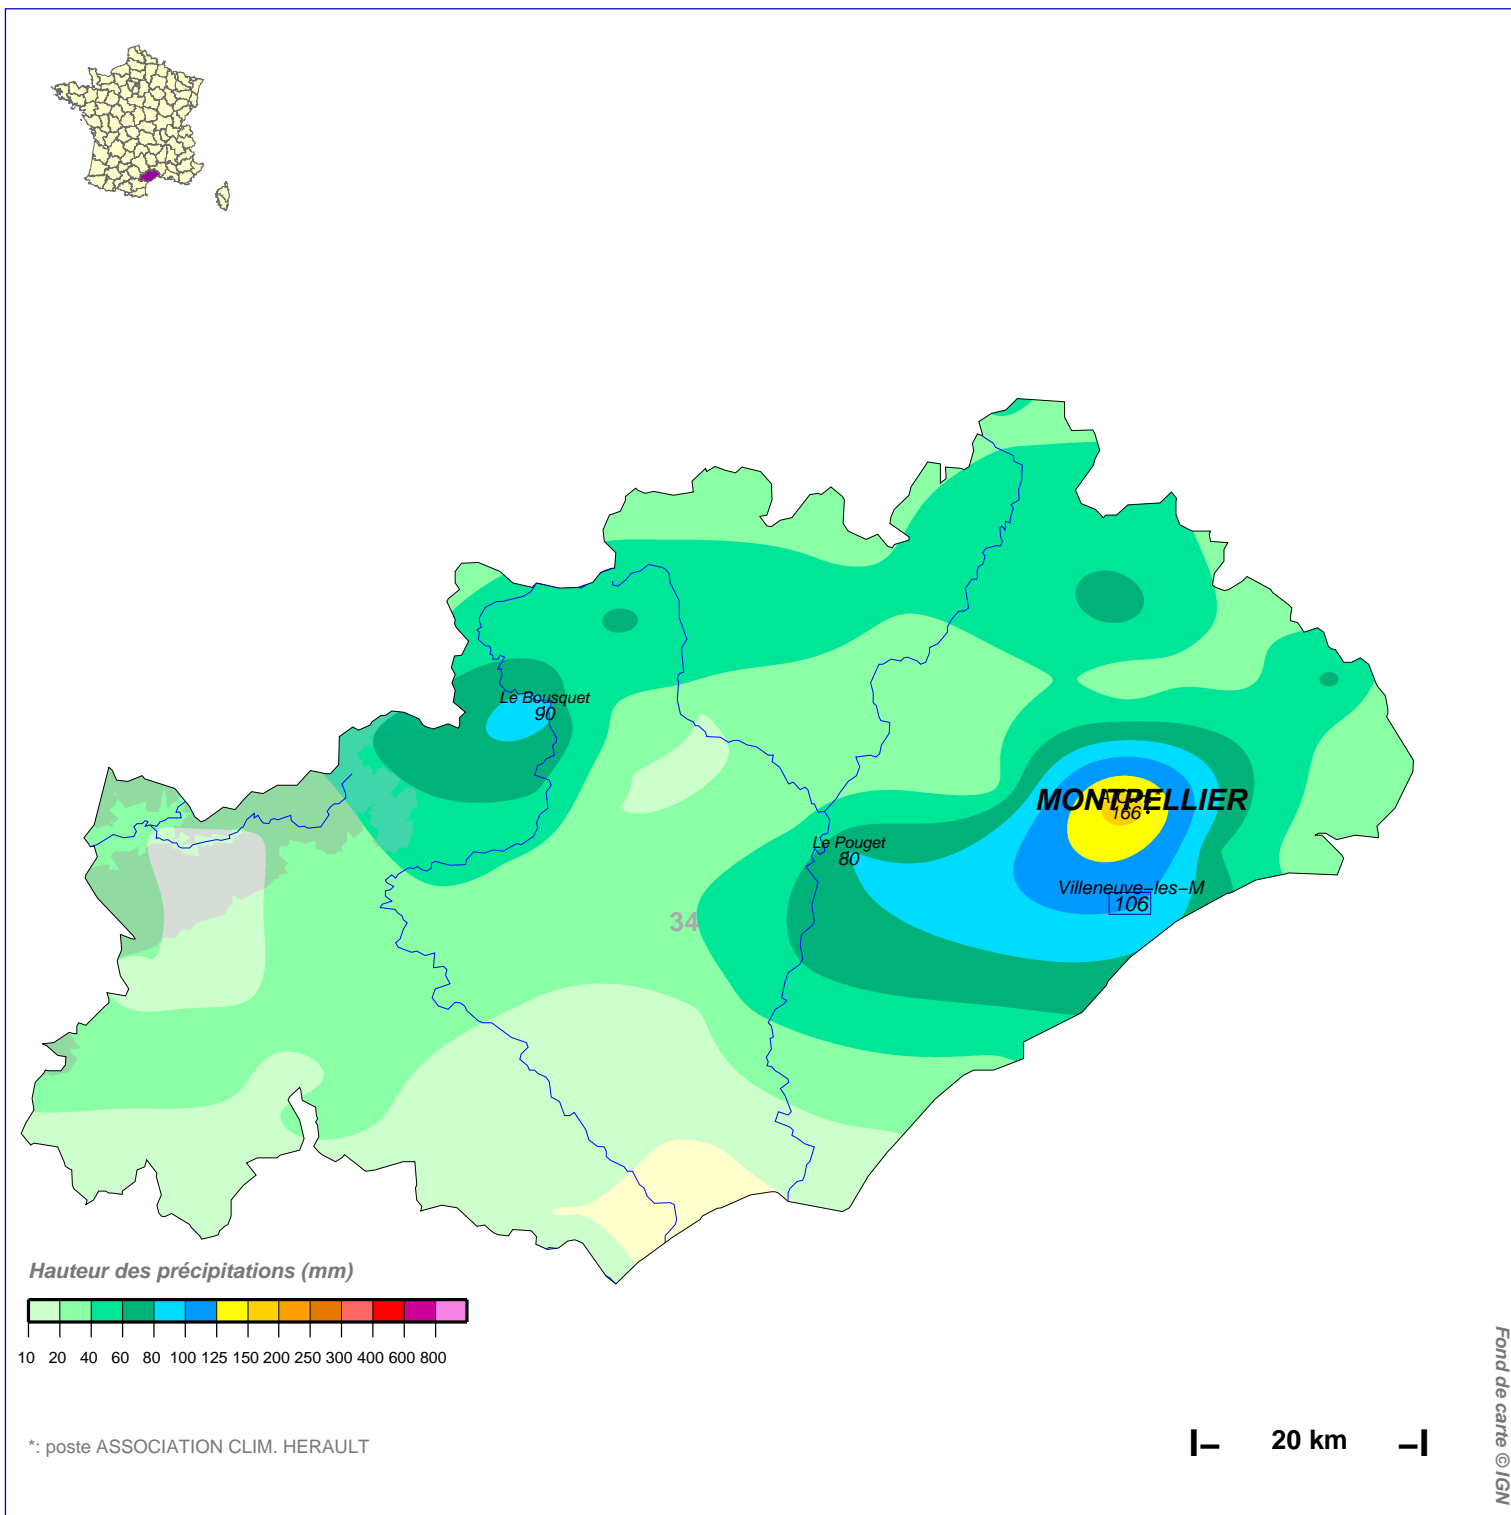 Le Bousquet
90
MONTPELLIER
166
Le Pouget
80
Villeneuve-les-M
106
34
Hauteur des précipitations (mm)
10 20 40 60 80 100 125 150 200 250 300 400 600 800
*: poste ASSOCIATION CLIM. HERAULT
20 km
Fond de carte © IGN